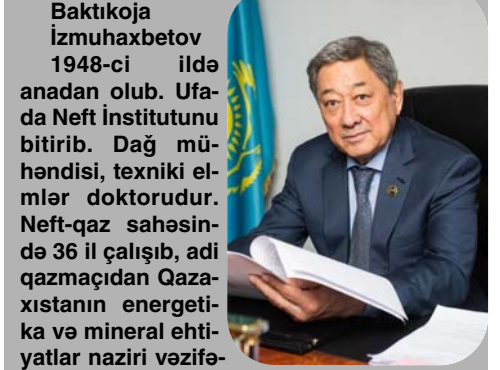 Baktıkoja
İzmuhaxbetov
1948-ci ildə
anadan olub. Ufa-
da Neft İnstitutunu
bitirib. Dağ mü-
həndisi, texniki el-
mlər doktorudur.
Neft-qaz sahəsin-
də 36 il çalışıb, adi
qazmaçıdan Qaza-
xıstanın energeti-
ka və mineral ehti-
yatlar naziri vəzifə-